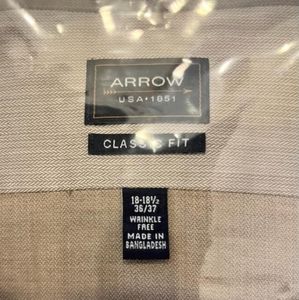 ARROW
USA•1851
CLASSIC FIT
18-18½
36/37
WRINKLE
FREE
MADE IN
BANGLADESH